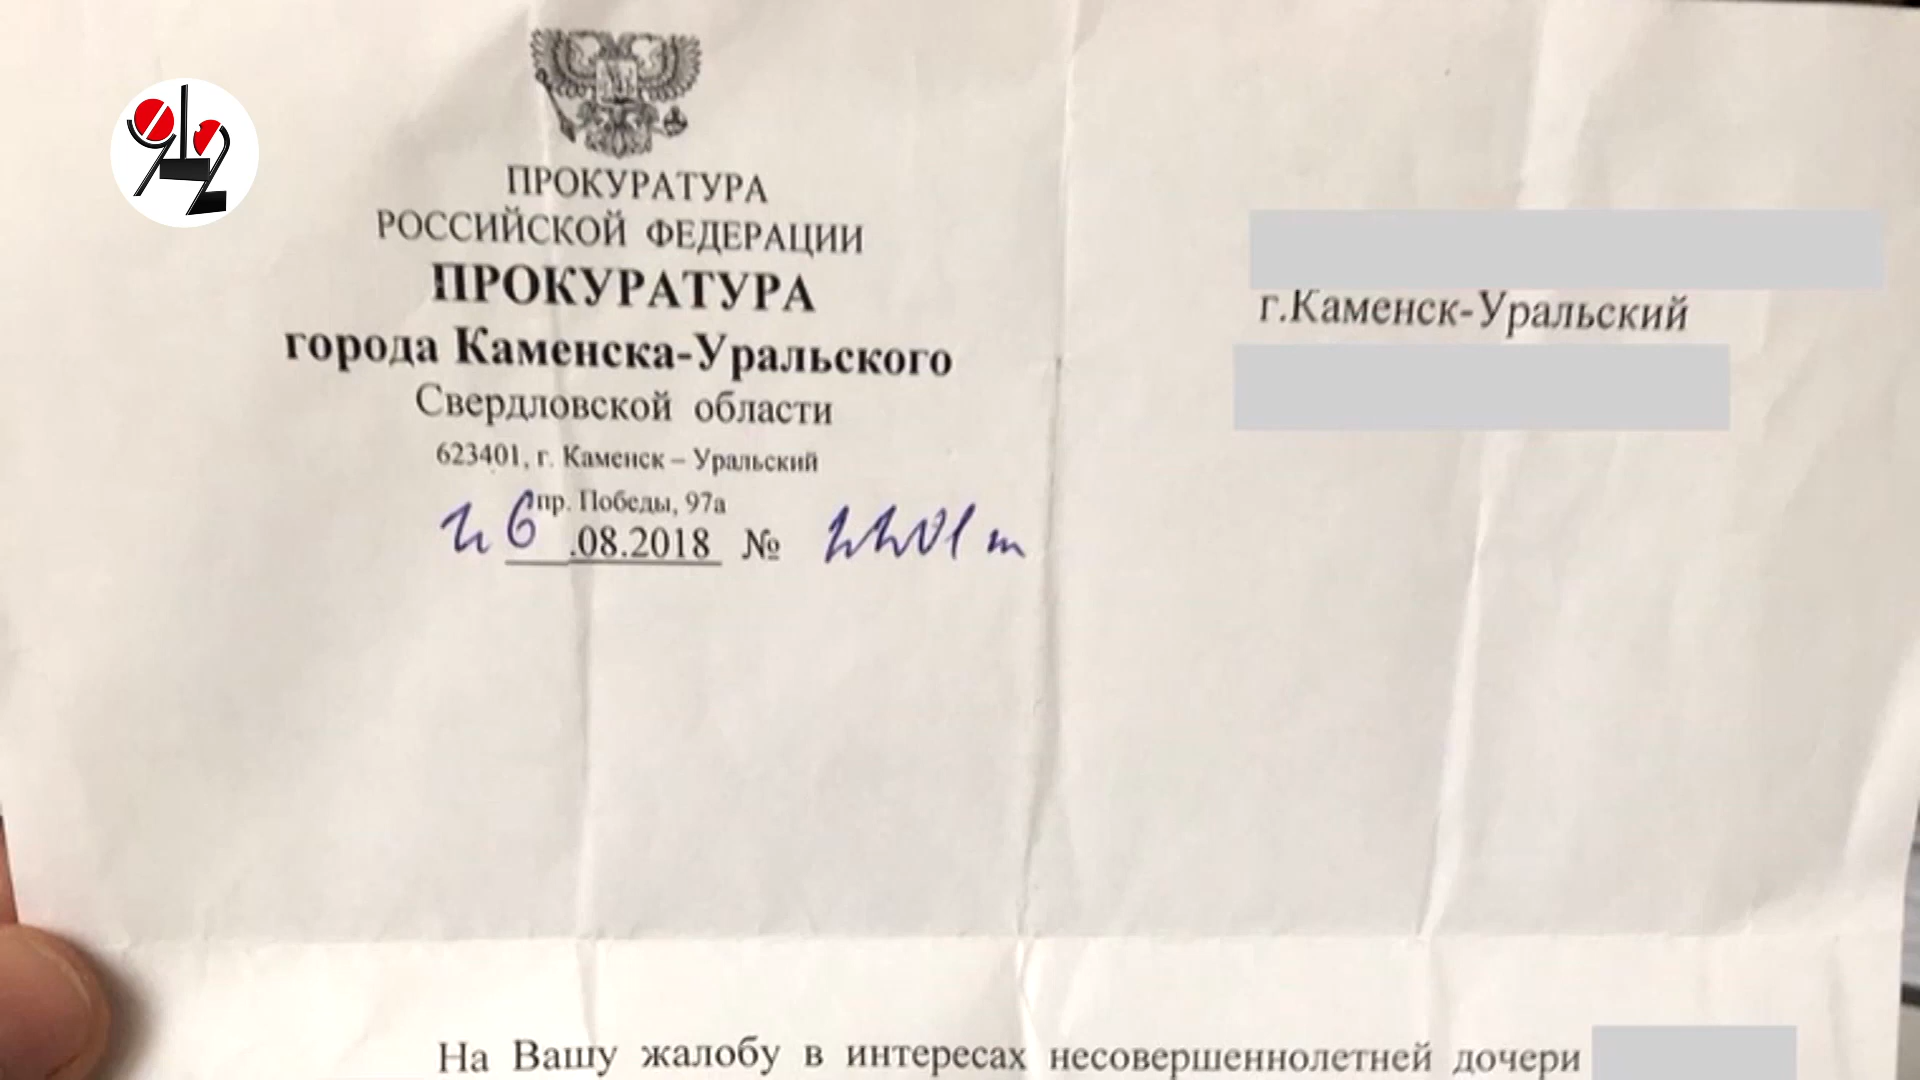 ПРОКУРАТУРА
РОССИЙСКОЙ ФЕДЕРАЦИИ
ПРОКУРАТУРА
города Каменска-Уральского
Свердловской области
623401, г. Каменск – Уральский
пр. Победы, 97а
.08.2018 №
г.Каменск-Уральский
На Вашу жалобу в интересах несовершеннолетней дочери